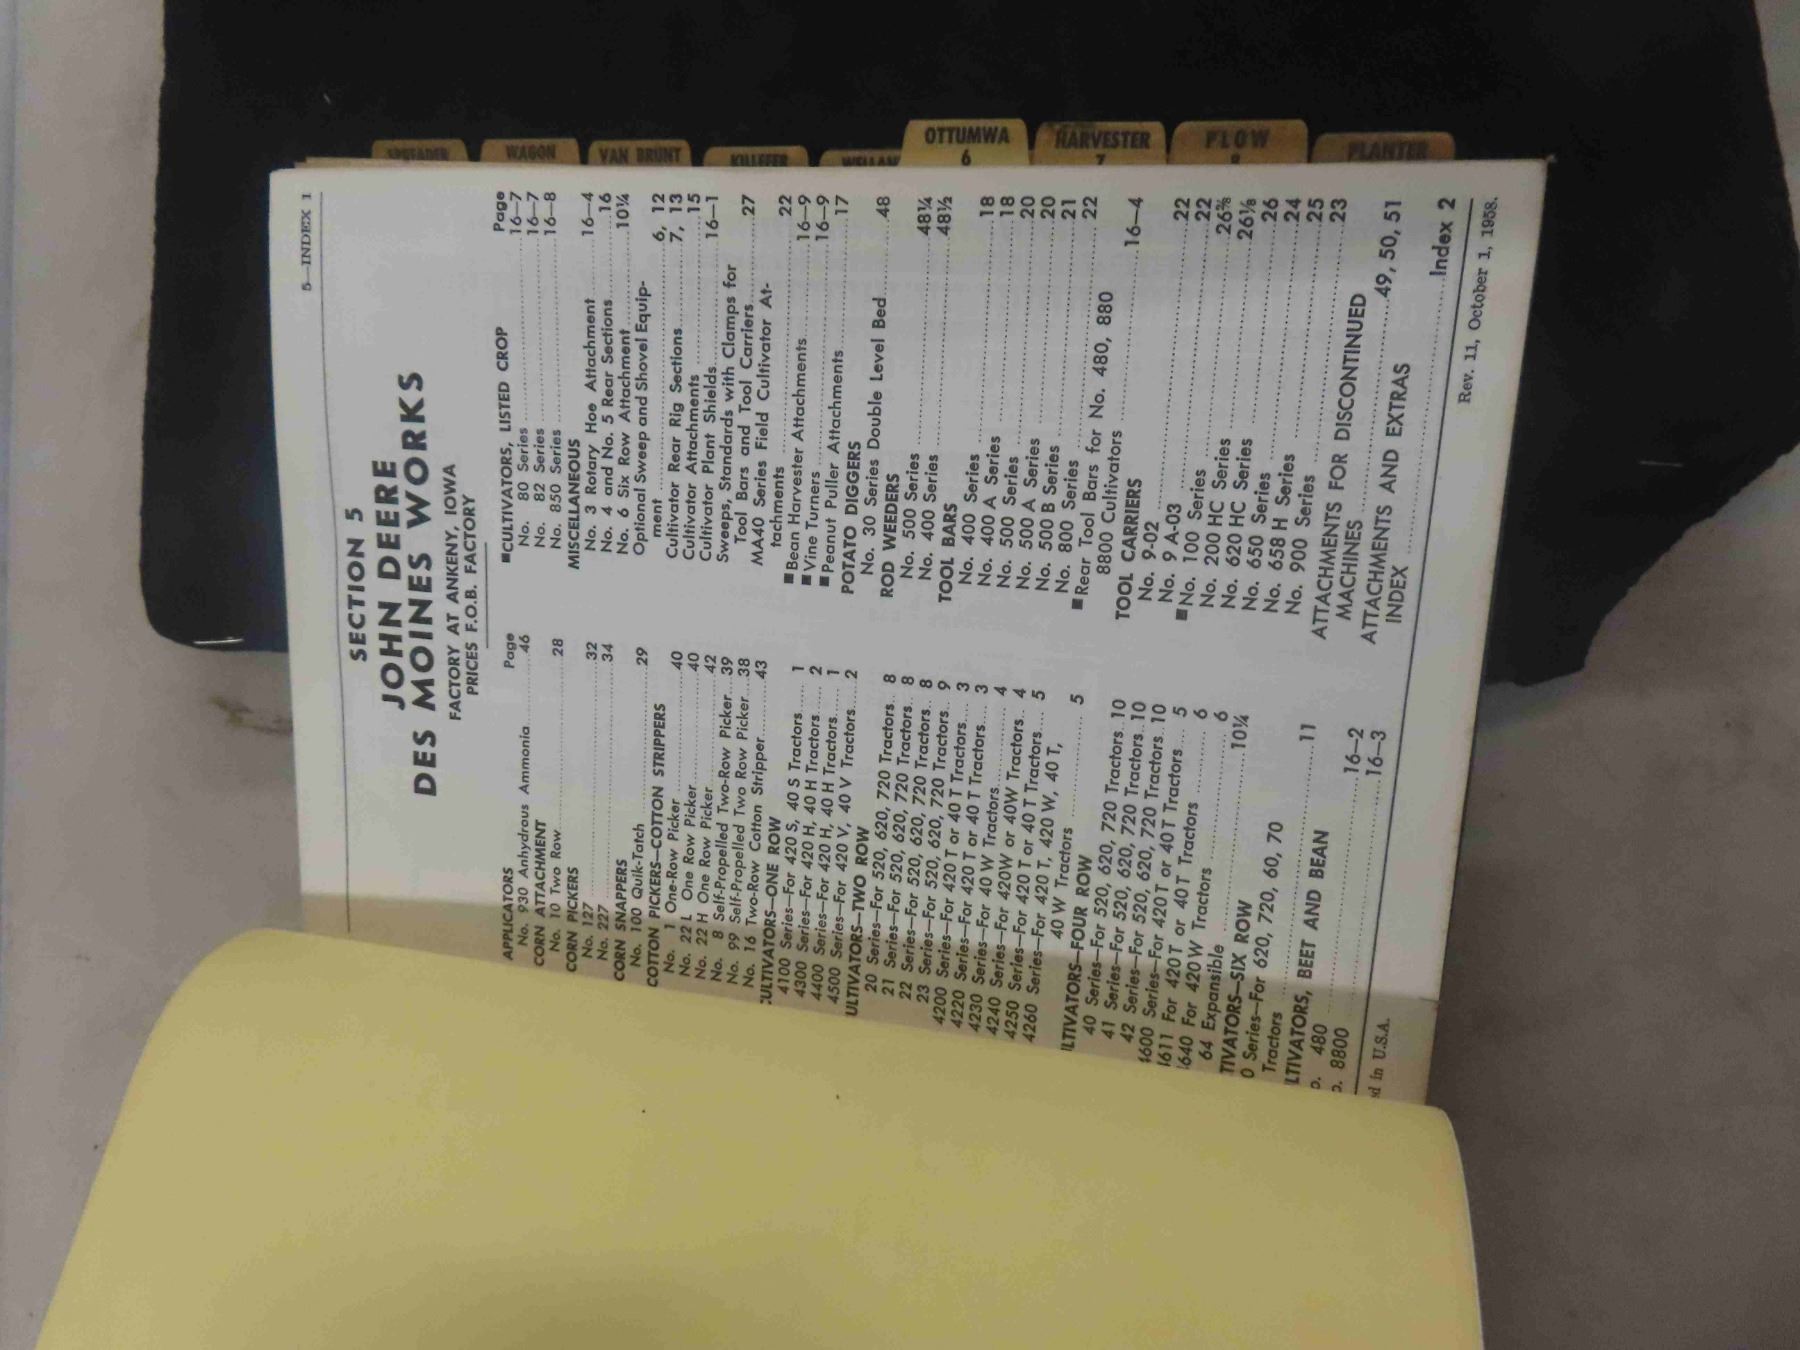 SPREADER
WAGON
VAN BRUNT
KILLEFER
WELLAN
OTTUMWA
6
HARVESTER
7
PLOW
8
PLANTER
5—INDEX 1
SECTION 5
JOHN DEERE
DES MOINES WORKS
FACTORY AT ANKENY, IOWA
PRICES F.O.B. FACTORY
Page
APPLICATORS
No. 930 Anhydrous Ammonia 46
CORN ATTACHMENT
No. 10 Two Row 28
CORN PICKERS
No. 127 32
No. 227 34
CORN SNAPPERS
No. 100 Quik-Tatch 29
COTTON PICKERS—COTTON STRIPPERS
No. 1 One-Row Picker 40
No. 22 L One Row Picker 40
No. 22 H One Row Picker 42
No. 8 Self-Propelled Two-Row Picker 39
No. 99 Self-Propelled Two Row Picker 38
No. 16 Two-Row Cotton Stripper 43
CULTIVATORS—ONE ROW
4100 Series—For 420 S, 40 S Tractors 1
4300 Series—For 420 H, 40 H Tractors 2
4400 Series—For 420 H, 40 H Tractors 1
4500 Series—For 420 V, 40 V Tractors 2
ULTIVATORS—TWO ROW
20 Series—For 520, 620, 720 Tractors 8
21 Series—For 520, 620, 720 Tractors 8
22 Series—For 520, 620, 720 Tractors 8
23 Series—For 520, 620, 720 Tractors 9
4200 Series—For 420 T or 40 T Tractors 3
4220 Series—For 420 T or 40 T Tractors 3
4230 Series—For 40 W Tractors 4
4240 Series—For 420W or 40W Tractors 4
4250 Series—For 420 T or 40 T Tractors 5
4260 Series—For 420 T, 420 W, 40 T,
40 W Tractors 5
LTIVATORS—FOUR ROW
40 Series—For 520, 620, 720 Tractors 10
41 Series—For 520, 620, 720 Tractors 10
42 Series—For 520, 620, 720 Tractors 10
4600 Series—For 420 T or 40 T Tractors 5
4611 For 420 T or 40 T Tractors 6
4640 For 420 W Tractors 6
64 Expansible
TIVATORS—SIX ROW
0 Series—For 620, 720, 60, 70
Tractors 10¼
LTIVATORS, BEET AND BEAN
o. 480 11
o. 8800 16—2
16—3
d in U.S.A.
Page
■CULTIVATORS, LISTED CROP
No. 80 Series 16—7
No. 82 Series 16—7
No. 850 Series 16—8
MISCELLANEOUS
No. 3 Rotary Hoe Attachment 16—4
No. 4 and No. 5 Rear Sections 16
No. 6 Six Row Attachment 10¼
Optional Sweep and Shovel Equip-
ment 6, 12
Cultivator Rear Rig Sections 7, 13
Cultivator Attachments 15
Cultivator Plant Shields 16—1
Sweeps, Standards with Clamps for
Tool Bars and Tool Carriers 27
MA40 Series Field Cultivator At-
tachments 22
■Bean Harvester Attachments 16—9
■Vine Turners 16—9
■Peanut Puller Attachments 17
POTATO DIGGERS
No. 30 Series Double Level Bed 48
ROD WEEDERS
No. 500 Series 48¼
No. 400 Series 48½
TOOL BARS
No. 400 Series 18
No. 400 A Series 18
No. 500 Series 20
No. 500 A Series 20
No. 500 B Series 21
No. 800 Series 22
■Rear Tool Bars for No. 480, 880
8800 Cultivators 16—4
TOOL CARRIERS
No. 9-02 22
No. 9 A-03 22
■No. 100 Series 26⅜
No. 200 HC Series 26⅛
No. 620 HC Series 26
No. 650 Series 24
No. 658 H Series 25
No. 900 Series 23
ATTACHMENTS FOR DISCONTINUED
MACHINES 49, 50, 51
ATTACHMENTS AND EXTRAS
INDEX Index 2
Rev. 11, October 1, 1958.